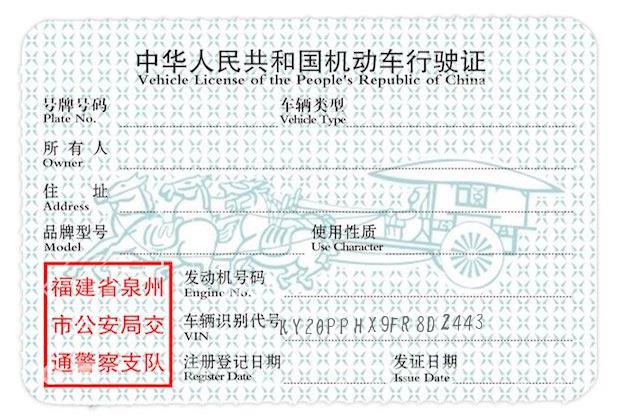 中华人民共和国机动车行驶证
Vehicle License of the People's Republic of China
号牌号码 车辆类型
Plate No. Vehicle Type
所有人
Owner
住址
Address
品牌型号 使用性质
Model Use Character
发动机号码
Engine No.
车辆识别代号 KY20PPHX9FR8DZ443
VIN
注册登记日期 发证日期
Register Date Issue Date
福建省泉州
市公安局交
通警察支队